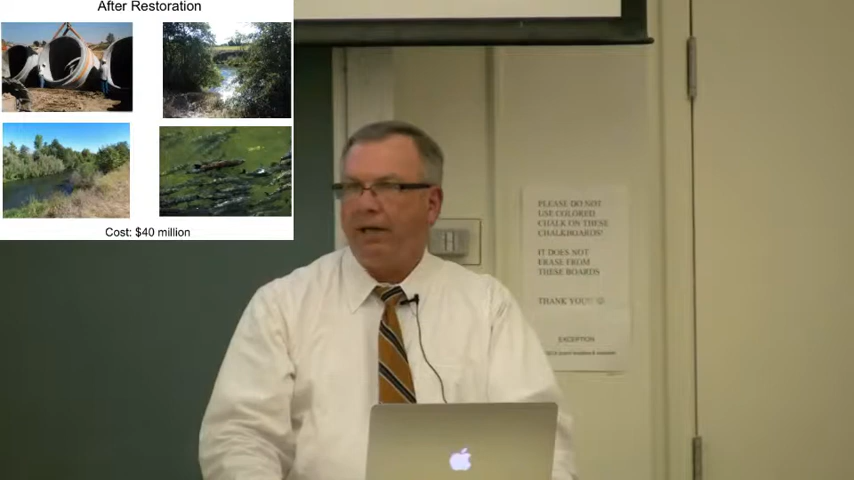 After Restoration
Cost: $40 million
PLEASE DO NOT
USE COLORED
CHALK ON THESE
CHALKBOARDS!
IT DOES NOT
ERASE FROM
THESE BOARDS
THANK YOU!
EXCEPTION